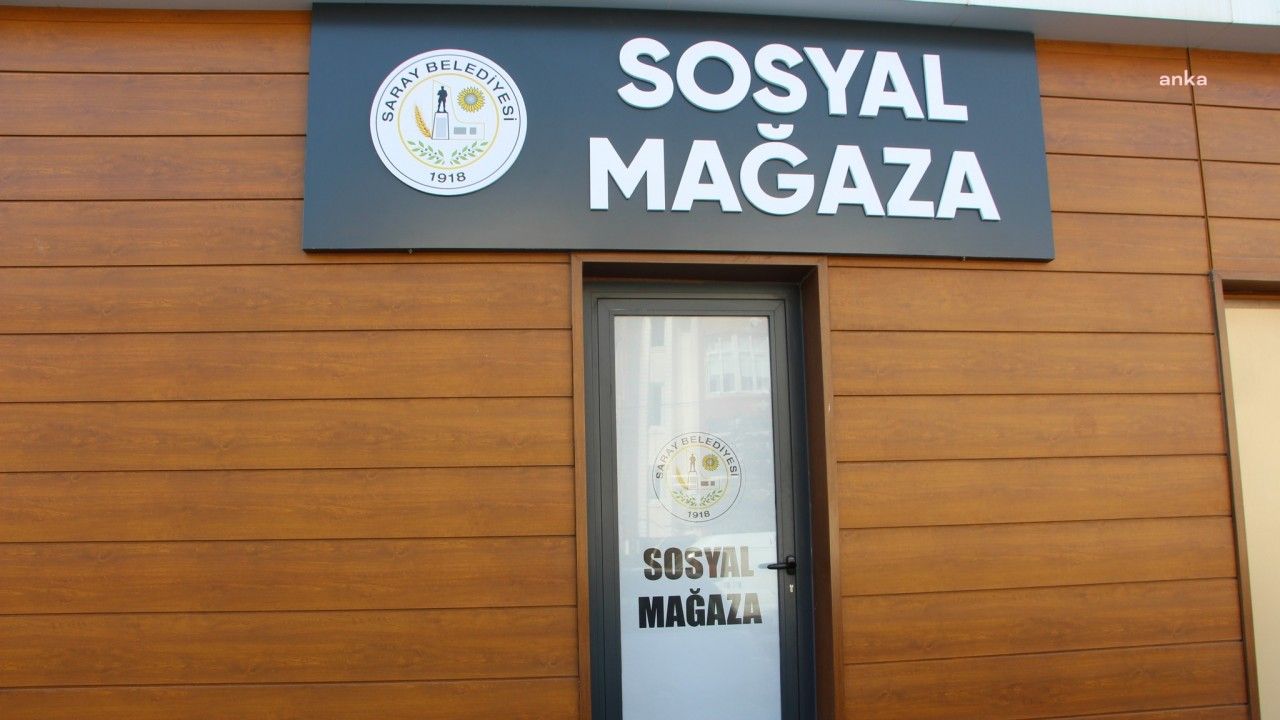 SARAY BELEDİYESİ
1918
SOSYAL
MAĞAZA
anka
SARAY BELEDİYESİ
1918
SOSYAL
MAĞAZA